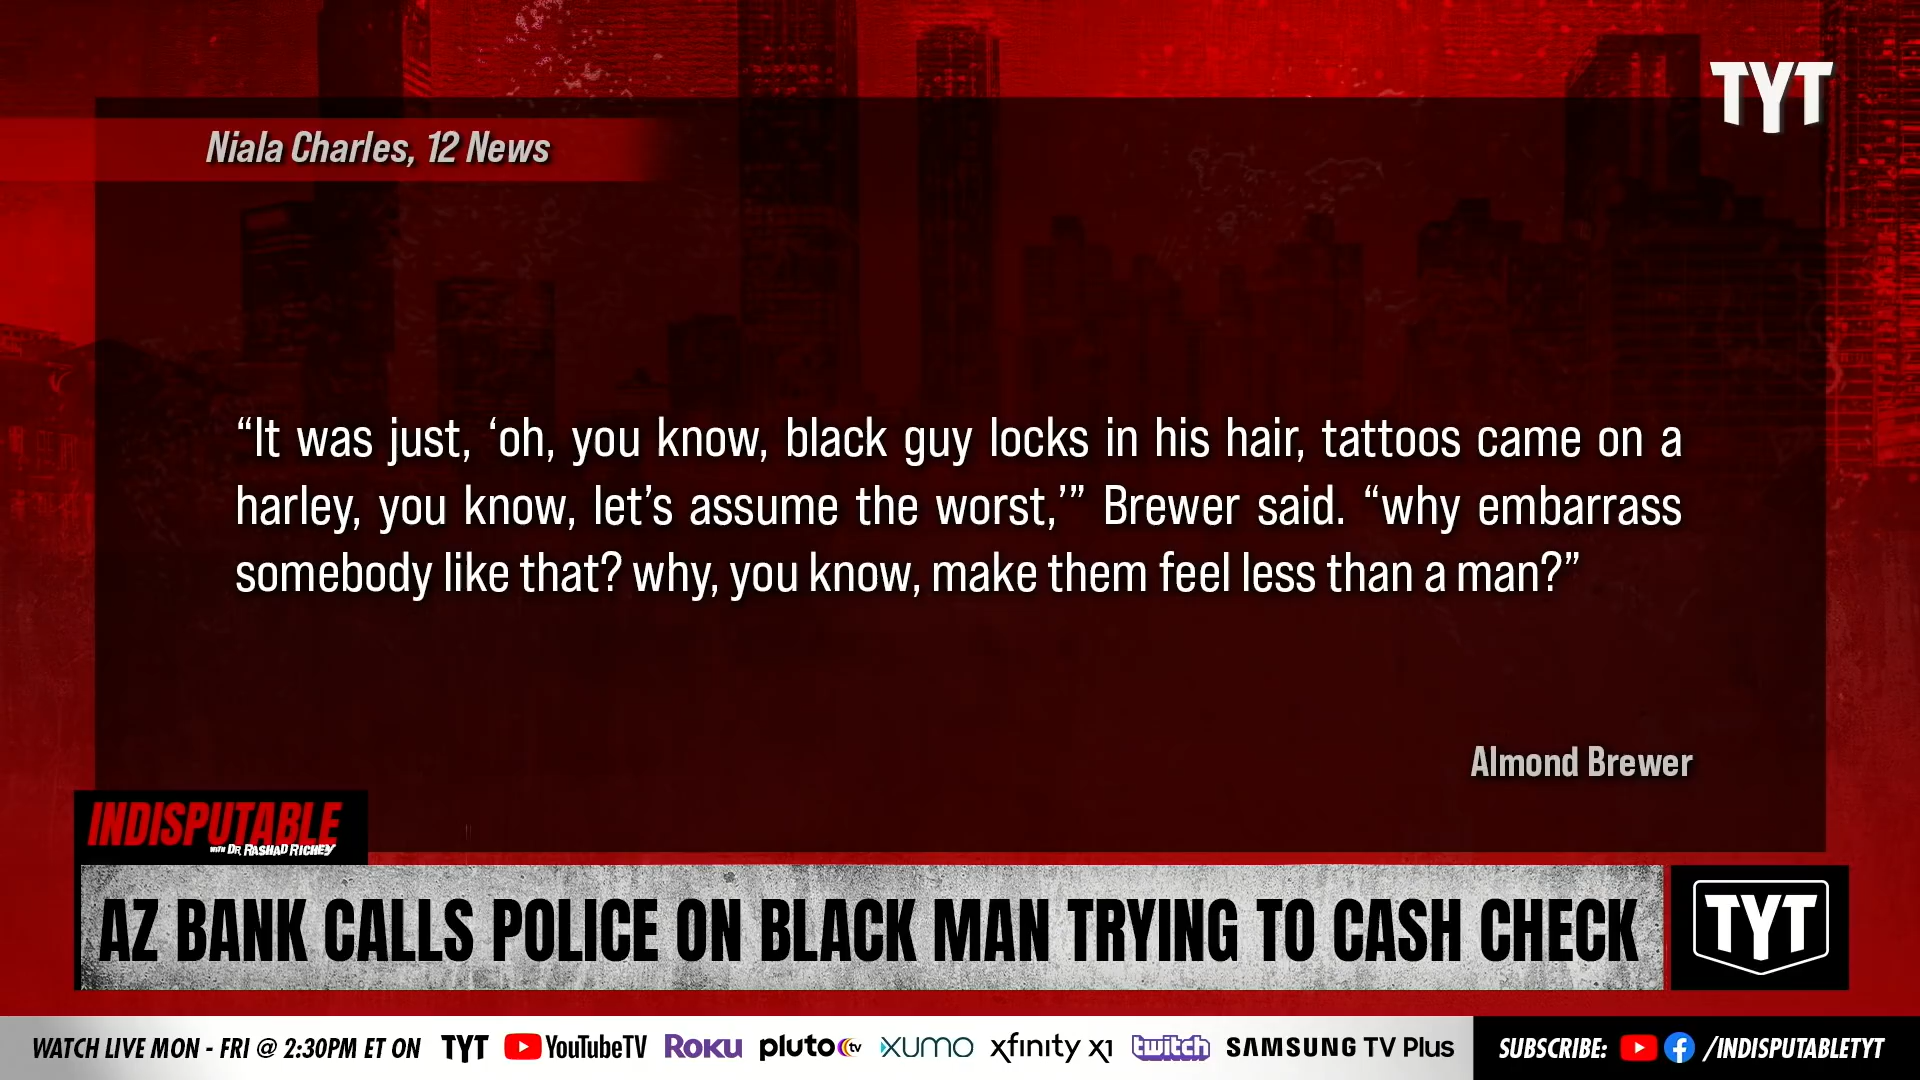 TYT
Niala Charles, 12 News
“It was just, ‘oh, you know, black guy locks in his hair, tattoos came on a
harley, you know, let’s assume the worst,’” Brewer said. “why embarrass
somebody like that? why, you know, make them feel less than a man?”
Almond Brewer
INDISPUTABLE
WITH DR. RASHAD RICHEY
AZ BANK CALLS POLICE ON BLACK MAN TRYING TO CASH CHECK
TYT
WATCH LIVE MON - FRI @ 2:30PM ET ON TYT YouTubeTV Roku pluto tv xumo xfinity x1 twitch SAMSUNG TV Plus SUBSCRIBE: /INDISPUTABLETYT